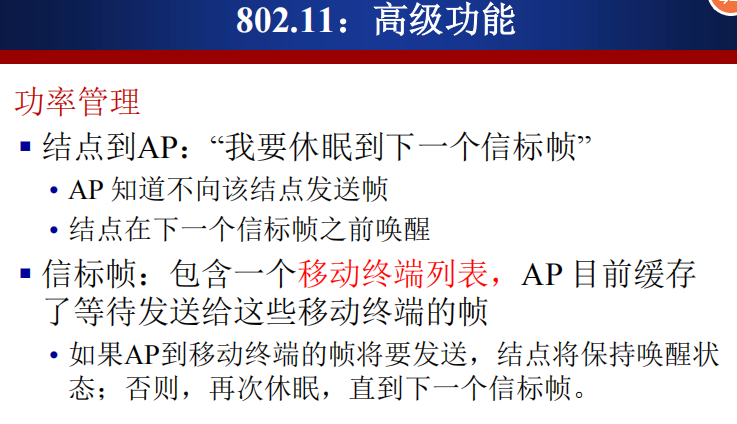 802.11：高级功能
功率管理
▪ 结点到AP：“我要休眠到下一个信标帧”
• AP 知道不向该结点发送帧
• 结点在下一个信标帧之前唤醒
▪ 信标帧：包含一个移动终端列表，AP 目前缓存
了等待发送给这些移动终端的帧
• 如果AP到移动终端的帧将要发送，结点将保持唤醒状
态；否则，再次休眠，直到下一个信标帧。